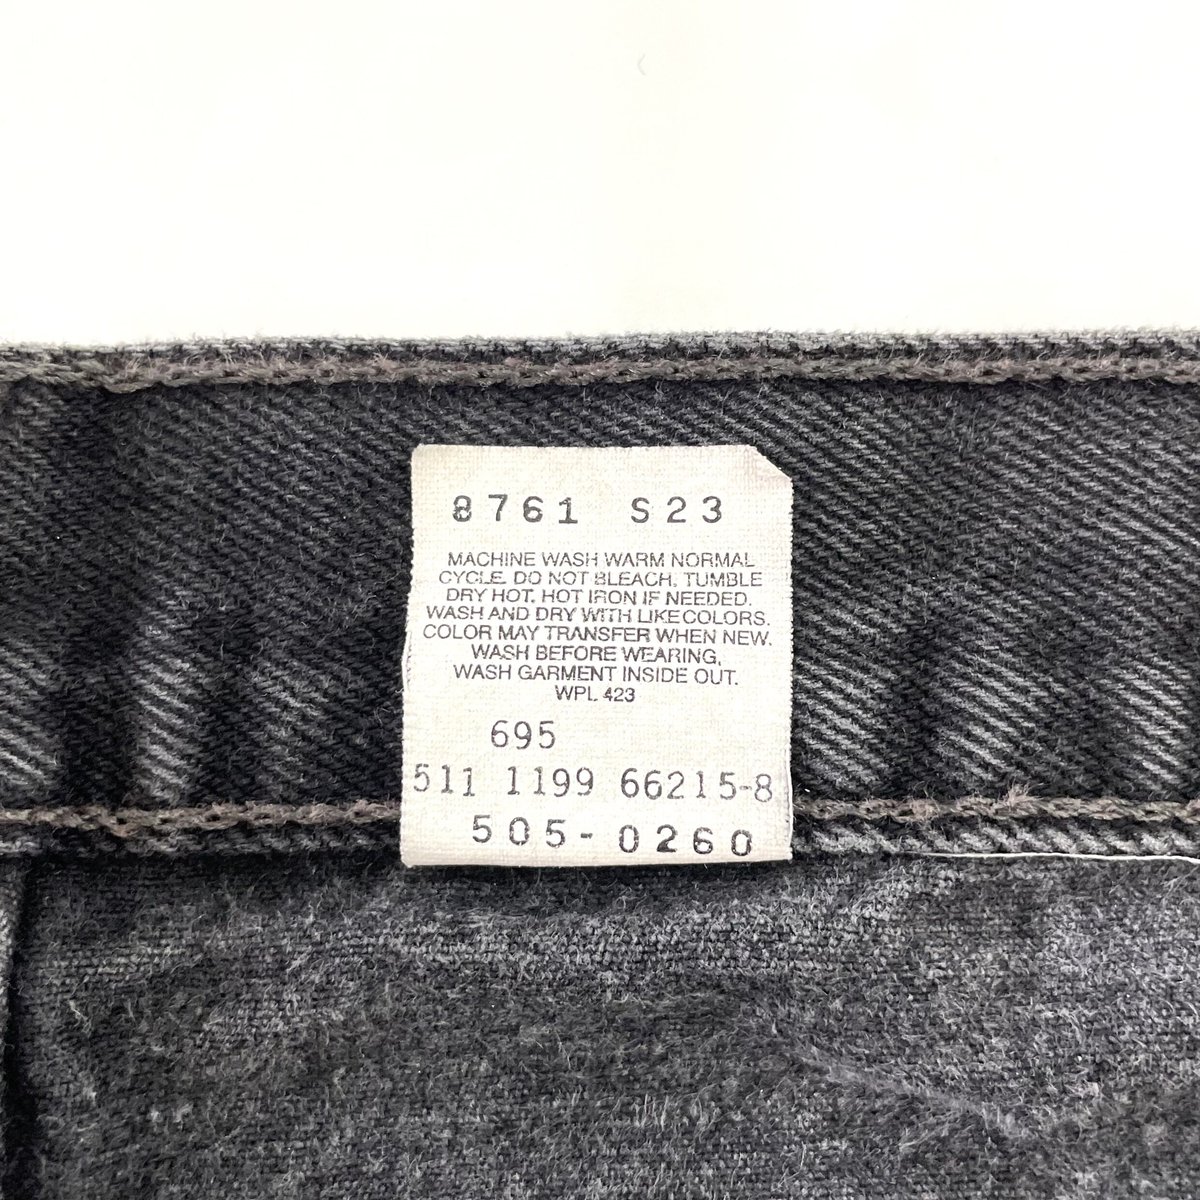 8761 S23
MACHINE WASH WARM NORMAL
CYCLE. DO NOT BLEACH. TUMBLE
DRY HOT. HOT IRON IF NEEDED.
WASH AND DRY WITH LIKE COLORS.
COLOR MAY TRANSFER WHEN NEW.
WASH BEFORE WEARING,
WASH GARMENT INSIDE OUT.
WPL 423
695
511 1199 66215-8
505-0260